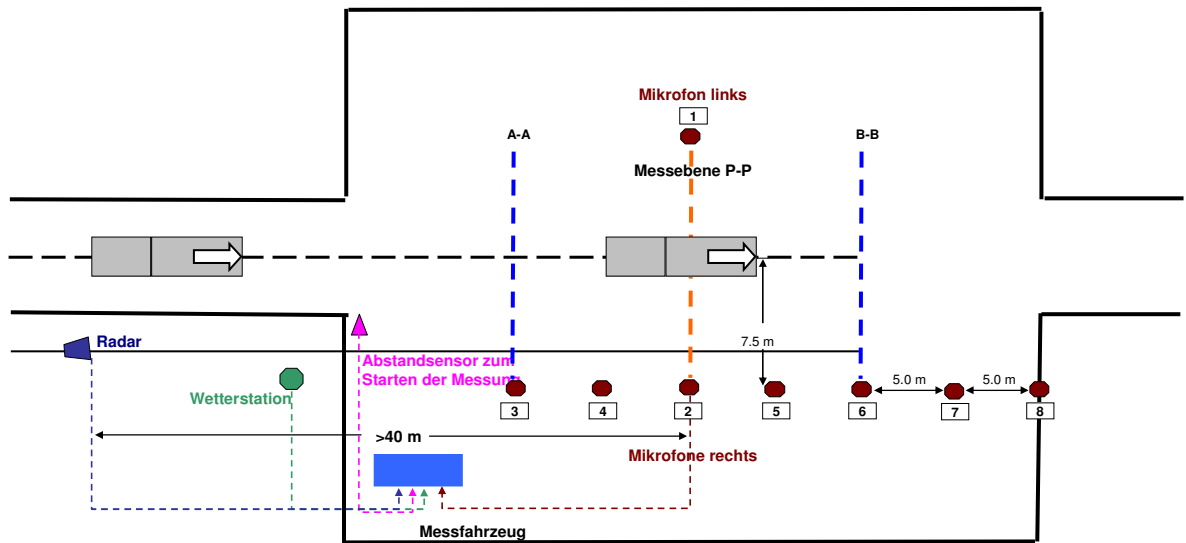 Mikrofon links
1
A-A
B-B
Messebene P-P
Radar
7.5 m
Abstandsensor zum
Starten der Messung
Wetterstation
5.0 m
5.0 m
3
4
2
5
6
7
8
>40 m
Mikrofone rechts
Messfahrzeug